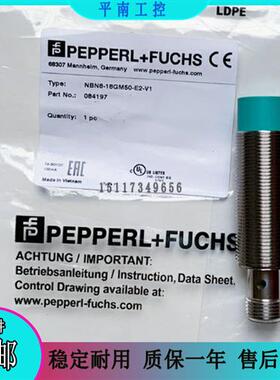 平南工控
LDPE
PEPPERL+FUCHS
68307 Mannheim, Germany www.pepperl-fuchs.com
Type: NBN8-18GM50-E2-V1
Part No.: 084197
Quantity: 1 pc
Made in Vietnam
16117349656
PEPPERL+FUCHS
ACHTUNG / IMPORTANT:
Betriebsanleitung / Instruction, Data Sheet,
Control Drawing available at:
www.pepperl-fuchs.com
稳定耐用 质保一年 售后